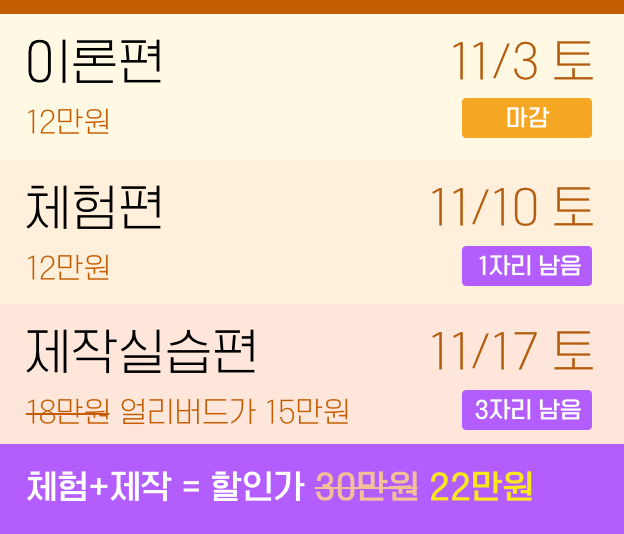 이론편 11/3 토
12만원 마감
체험편 11/10 토
12만원 1자리 남음
제작실습편 11/17 토
18만원 얼리버드가 15만원 3자리 남음
체험+제작 = 할인가 30만원 22만원